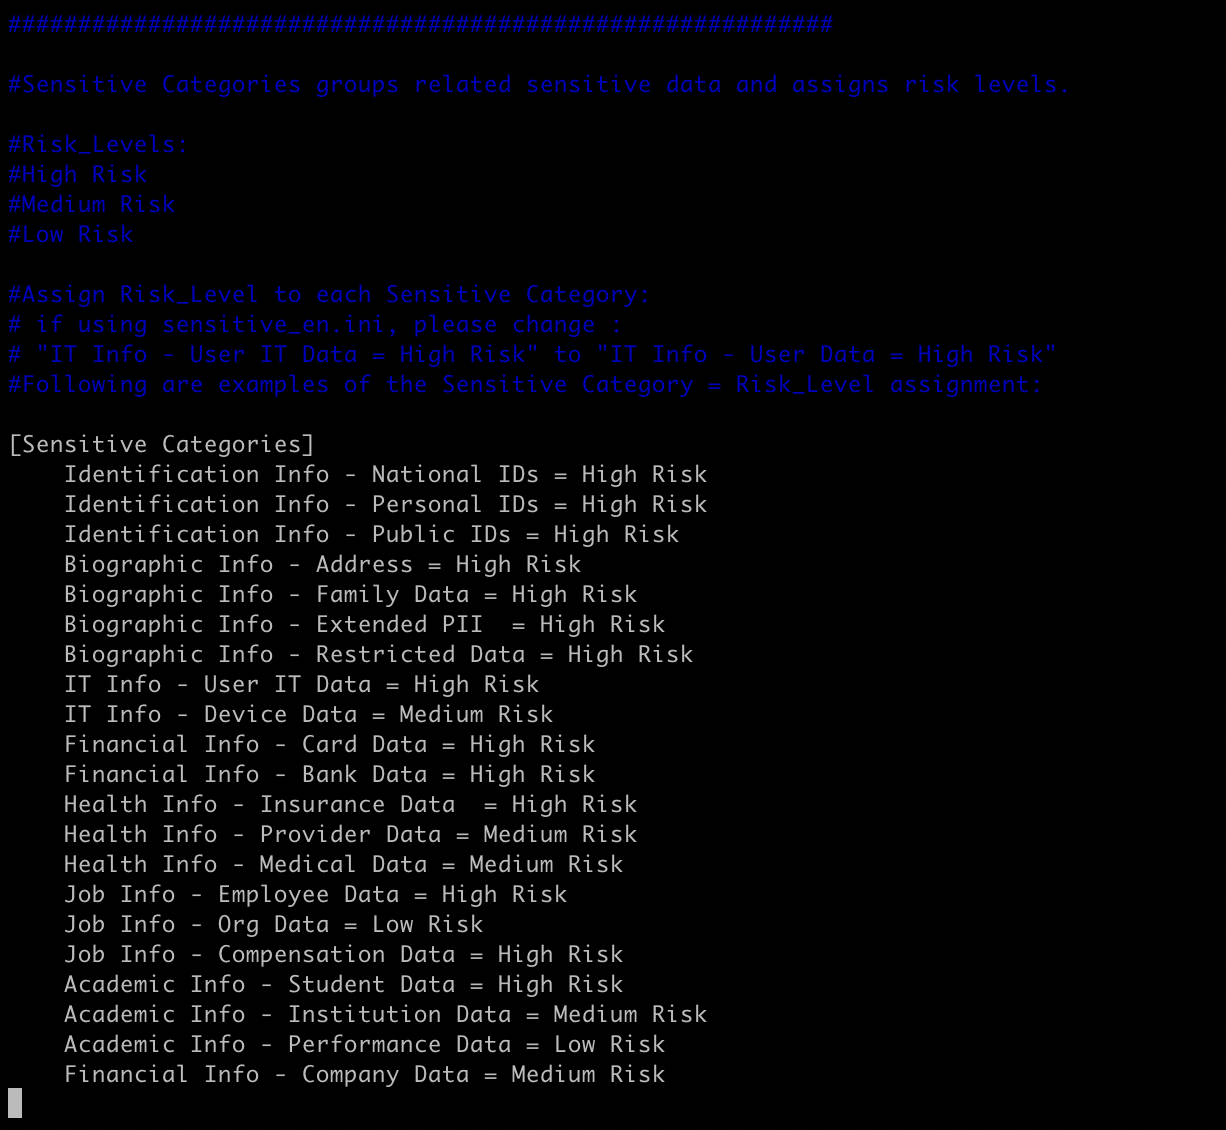 ###########################################################
#Sensitive Categories groups related sensitive data and assigns risk levels.
#Risk_Levels:
#High Risk
#Medium Risk
#Low Risk
#Assign Risk_Level to each Sensitive Category:
# if using sensitive_en.ini, please change :
# "IT Info - User IT Data = High Risk" to "IT Info - User Data = High Risk"
#Following are examples of the Sensitive Category = Risk_Level assignment:
[Sensitive Categories]
    Identification Info - National IDs = High Risk
    Identification Info - Personal IDs = High Risk
    Identification Info - Public IDs = High Risk
    Biographic Info - Address = High Risk
    Biographic Info - Family Data = High Risk
    Biographic Info - Extended PII  = High Risk
    Biographic Info - Restricted Data = High Risk
    IT Info - User IT Data = High Risk
    IT Info - Device Data = Medium Risk
    Financial Info - Card Data = High Risk
    Financial Info - Bank Data = High Risk
    Health Info - Insurance Data  = High Risk
    Health Info - Provider Data = Medium Risk
    Health Info - Medical Data = Medium Risk
    Job Info - Employee Data = High Risk
    Job Info - Org Data = Low Risk
    Job Info - Compensation Data = High Risk
    Academic Info - Student Data = High Risk
    Academic Info - Institution Data = Medium Risk
    Academic Info - Performance Data = Low Risk
    Financial Info - Company Data = Medium Risk